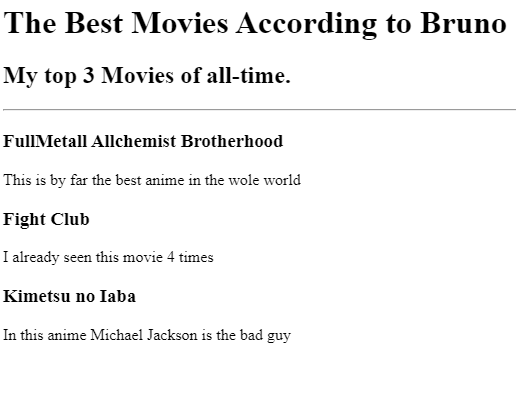 The Best Movies According to Bruno
My top 3 Movies of all-time.
FullMetall Allchemist Brotherhood
This is by far the best anime in the wole world
Fight Club
I already seen this movie 4 times
Kimetsu no Iaba
In this anime Michael Jackson is the bad guy